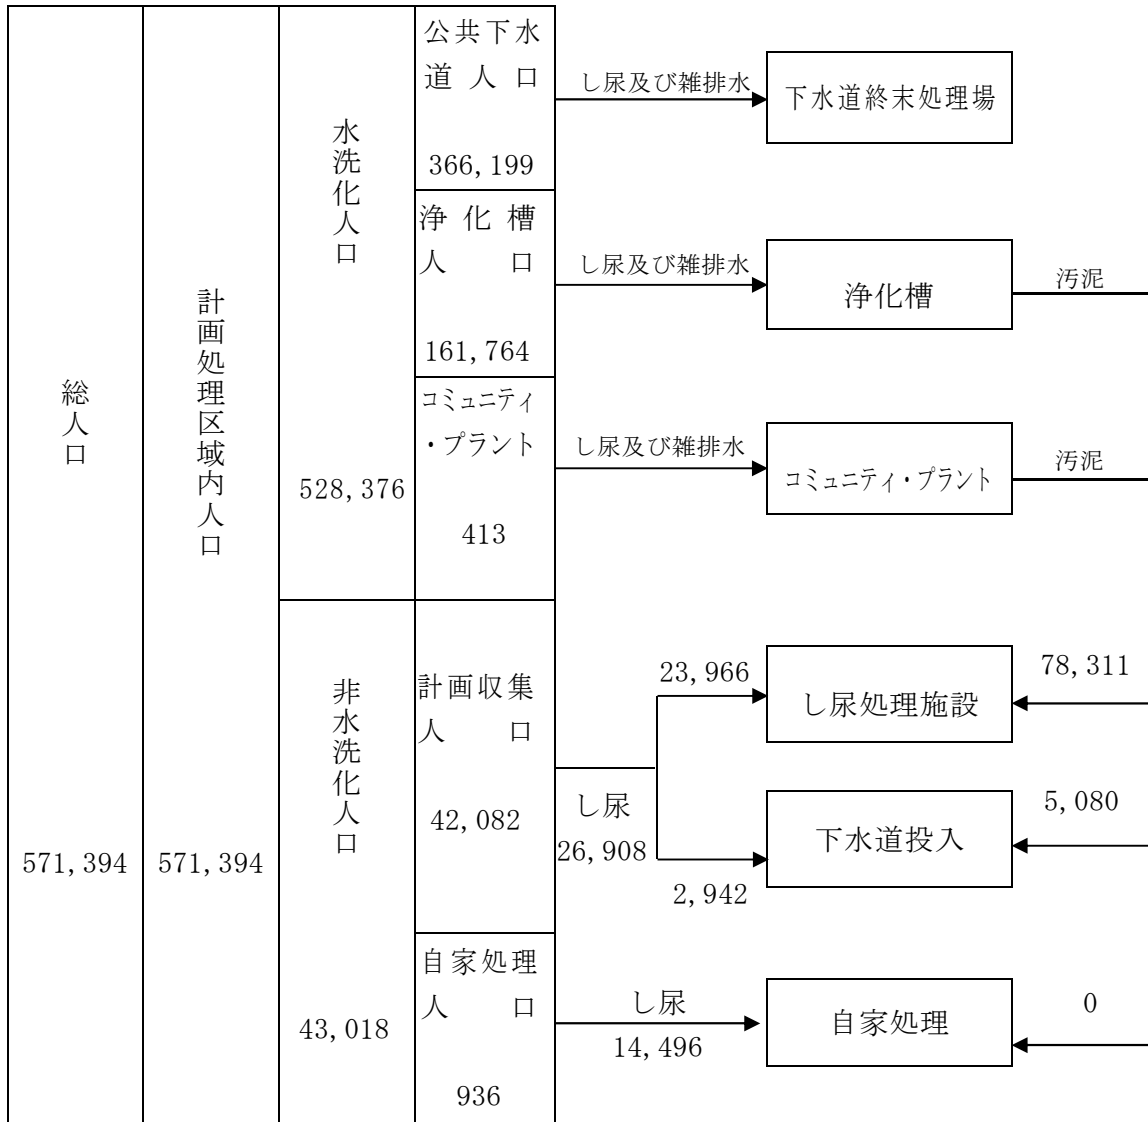 総人口
571,394
計画処理区域内人口
571,394
水洗化人口
528,376
公共下水
道人口
366,199
浄化槽
人口
161,764
コミュニティ
・プラント
413
非水洗化人口
43,018
計画収集
人口
42,082
自家処理
人口
936
し尿及び雑排水
下水道終末処理場
し尿及び雑排水
浄化槽
汚泥
し尿及び雑排水
コミュニティ・プラント
汚泥
し尿
26,908
23,966
し尿処理施設
78,311
2,942
下水道投入
5,080
し尿
14,496
自家処理
0